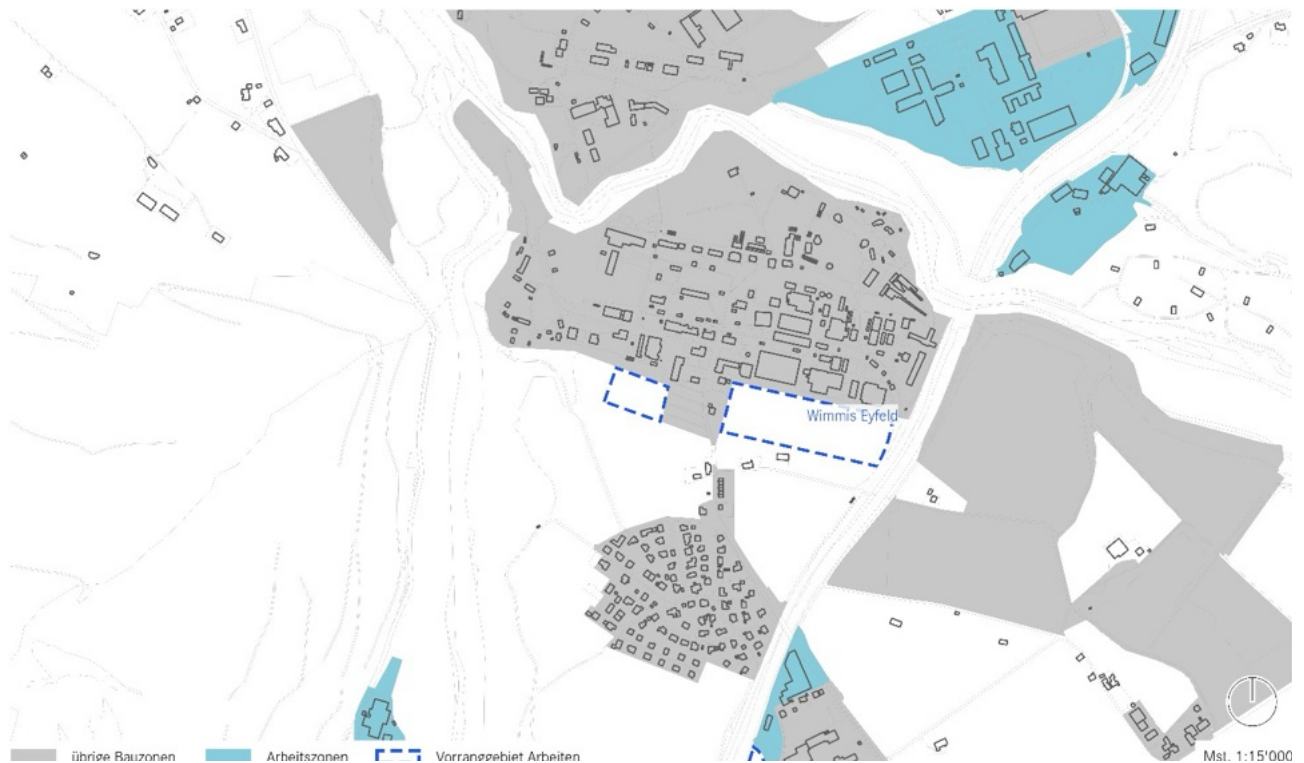 Wimmis Eyfeld
übrige Bauzonen
Arbeitszonen
Vorranggebiet Arbeiten
Mst. 1:15'000